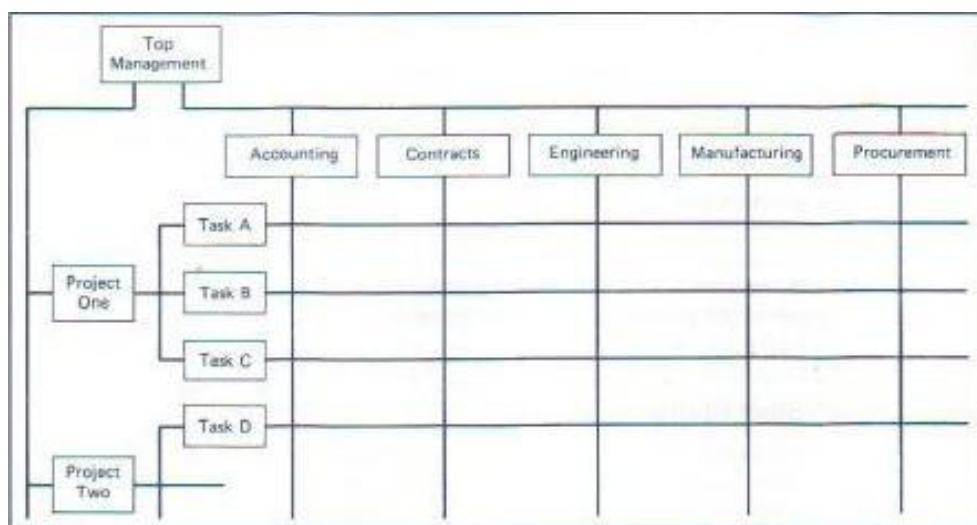 Top
Management
Accounting
Contracts
Engineering
Manufacturing
Procurement
Task A
Project
One
Task B
Task C
Task D
Project
Two